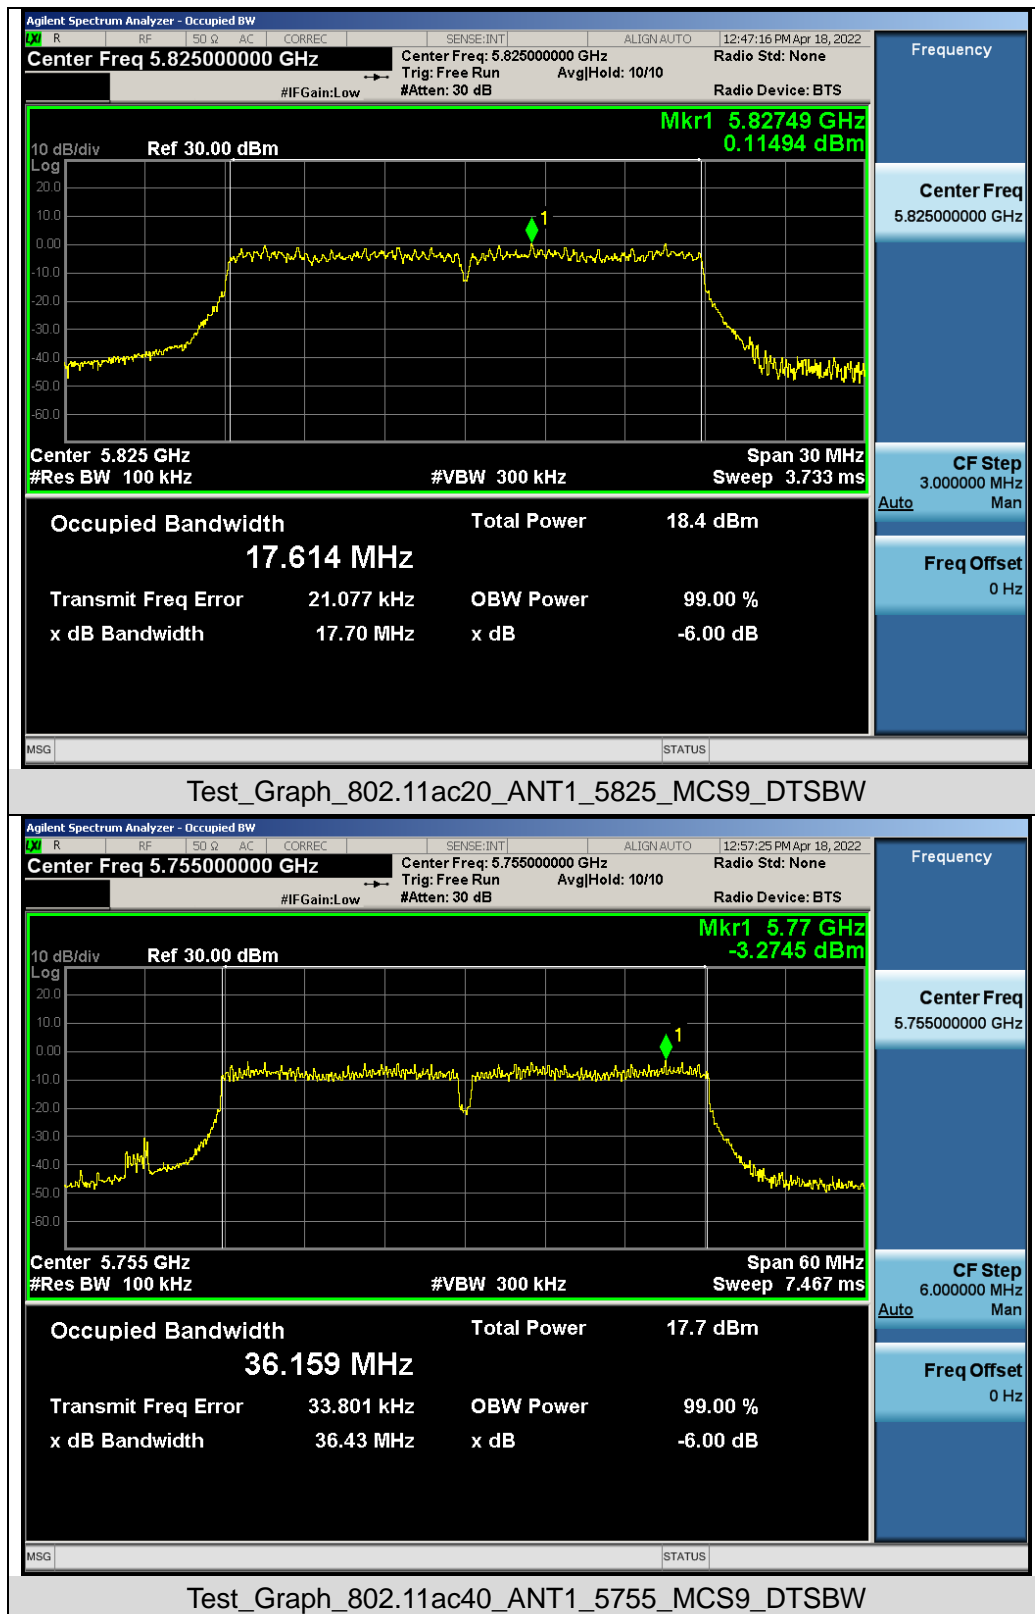 Agilent Spectrum Analyzer - Occupied BW
LXI R RF 50 Ω AC CORREC SENSE:INT ALIGN AUTO 12:47:16 PM Apr 18, 2022
Center Freq 5.825000000 GHz Center Freq: 5.825000000 GHz Radio Std: None
Trig: Free Run Avg|Hold: 10/10
#IFGain:Low #Atten: 30 dB Radio Device: BTS
Frequency
Mkr1 5.82749 GHz
0.11494 dBm
10 dB/div Ref 30.00 dBm
Log
20.0
10.0
1
0.00
-10.0
-20.0
-30.0
-40.0
-50.0
-60.0
Center 5.825 GHz Span 30 MHz
#Res BW 100 kHz #VBW 300 kHz Sweep 3.733 ms
Center Freq
5.825000000 GHz
CF Step
3.000000 MHz
Auto Man
Freq Offset
0 Hz
Occupied Bandwidth Total Power 18.4 dBm
17.614 MHz
Transmit Freq Error 21.077 kHz OBW Power 99.00 %
x dB Bandwidth 17.70 MHz x dB -6.00 dB
MSG STATUS
Test_Graph_802.11ac20_ANT1_5825_MCS9_DTSBW
Agilent Spectrum Analyzer - Occupied BW
LXI R RF 50 Ω AC CORREC SENSE:INT ALIGN AUTO 12:57:25 PM Apr 18, 2022
Center Freq 5.755000000 GHz Center Freq: 5.755000000 GHz Radio Std: None
Trig: Free Run Avg|Hold: 10/10
#IFGain:Low #Atten: 30 dB Radio Device: BTS
Frequency
Mkr1 5.77 GHz
-3.2745 dBm
10 dB/div Ref 30.00 dBm
Log
20.0
10.0
1
0.00
-10.0
-20.0
-30.0
-40.0
-50.0
-60.0
Center 5.755 GHz Span 60 MHz
#Res BW 100 kHz #VBW 300 kHz Sweep 7.467 ms
Center Freq
5.755000000 GHz
CF Step
6.000000 MHz
Auto Man
Freq Offset
0 Hz
Occupied Bandwidth Total Power 17.7 dBm
36.159 MHz
Transmit Freq Error 33.801 kHz OBW Power 99.00 %
x dB Bandwidth 36.43 MHz x dB -6.00 dB
MSG STATUS
Test_Graph_802.11ac40_ANT1_5755_MCS9_DTSBW